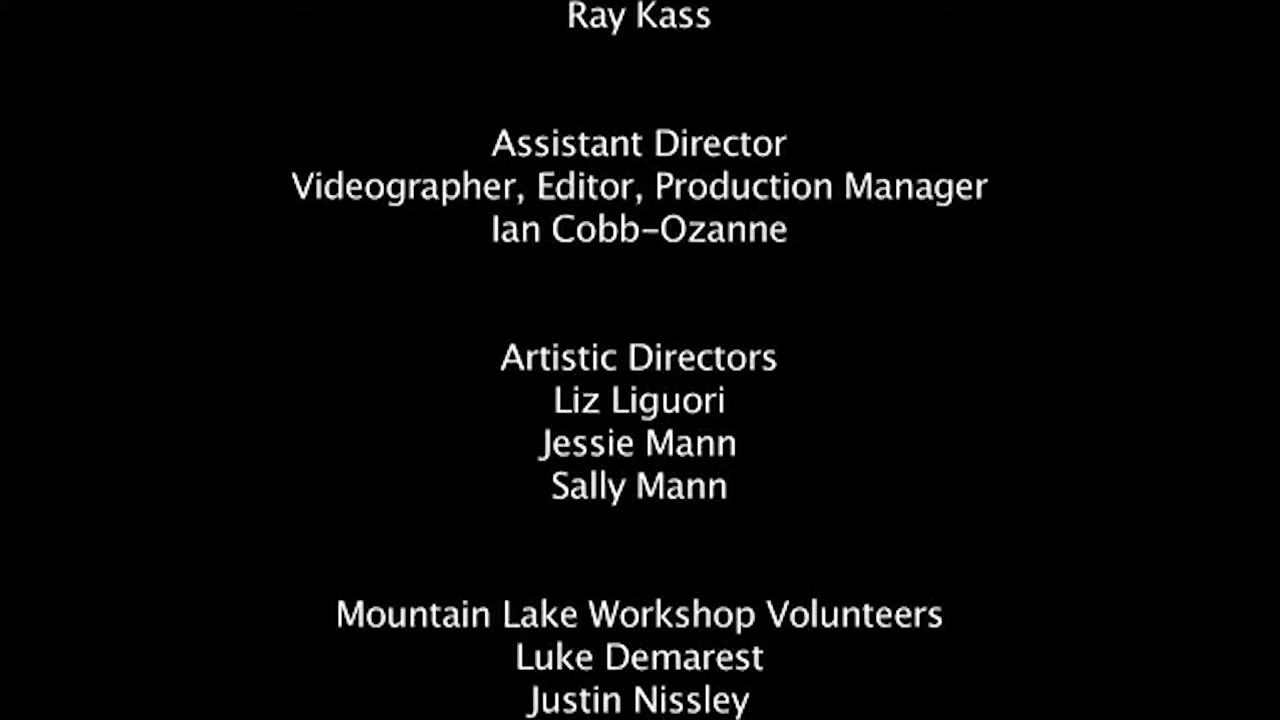 Ray Kass
Assistant Director
Videographer, Editor, Production Manager
Ian Cobb-Ozanne
Artistic Directors
Liz Liguori
Jessie Mann
Sally Mann
Mountain Lake Workshop Volunteers
Luke Demarest
Justin Nissley